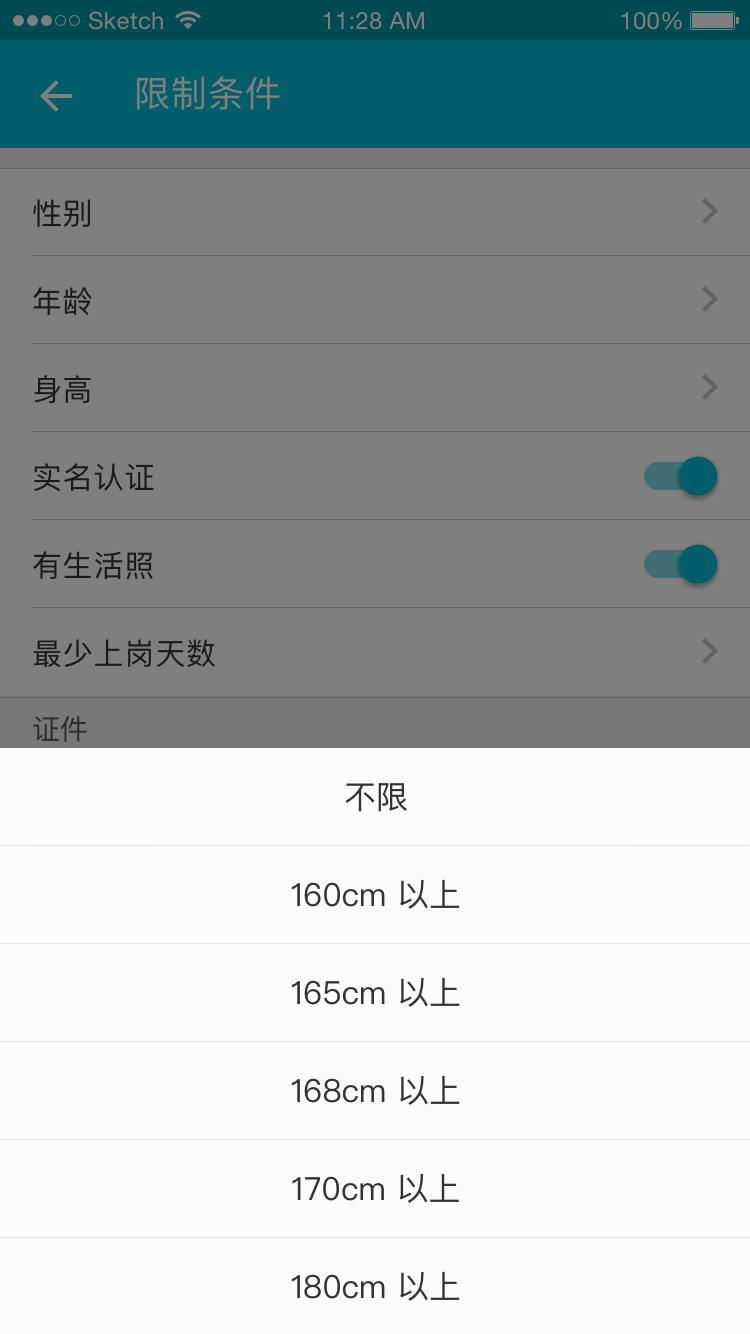 Sketch 11:28 AM 100%
限制条件
性别
年龄
身高
实名认证
有生活照
最少上岗天数
证件
不限
160cm 以上
165cm 以上
168cm 以上
170cm 以上
180cm 以上